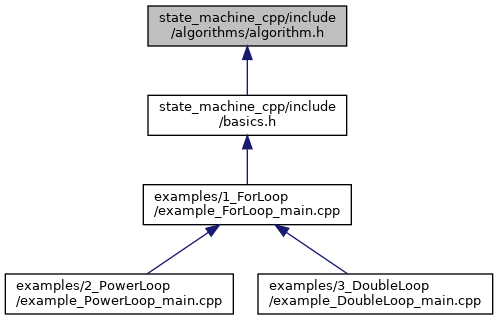 state_machine_cpp/include
/algorithms/algorithm.h
state_machine_cpp/include
/basics.h
examples/1_ForLoop
/example_ForLoop_main.cpp
examples/2_PowerLoop
/example_PowerLoop_main.cpp
examples/3_DoubleLoop
/example_DoubleLoop_main.cpp